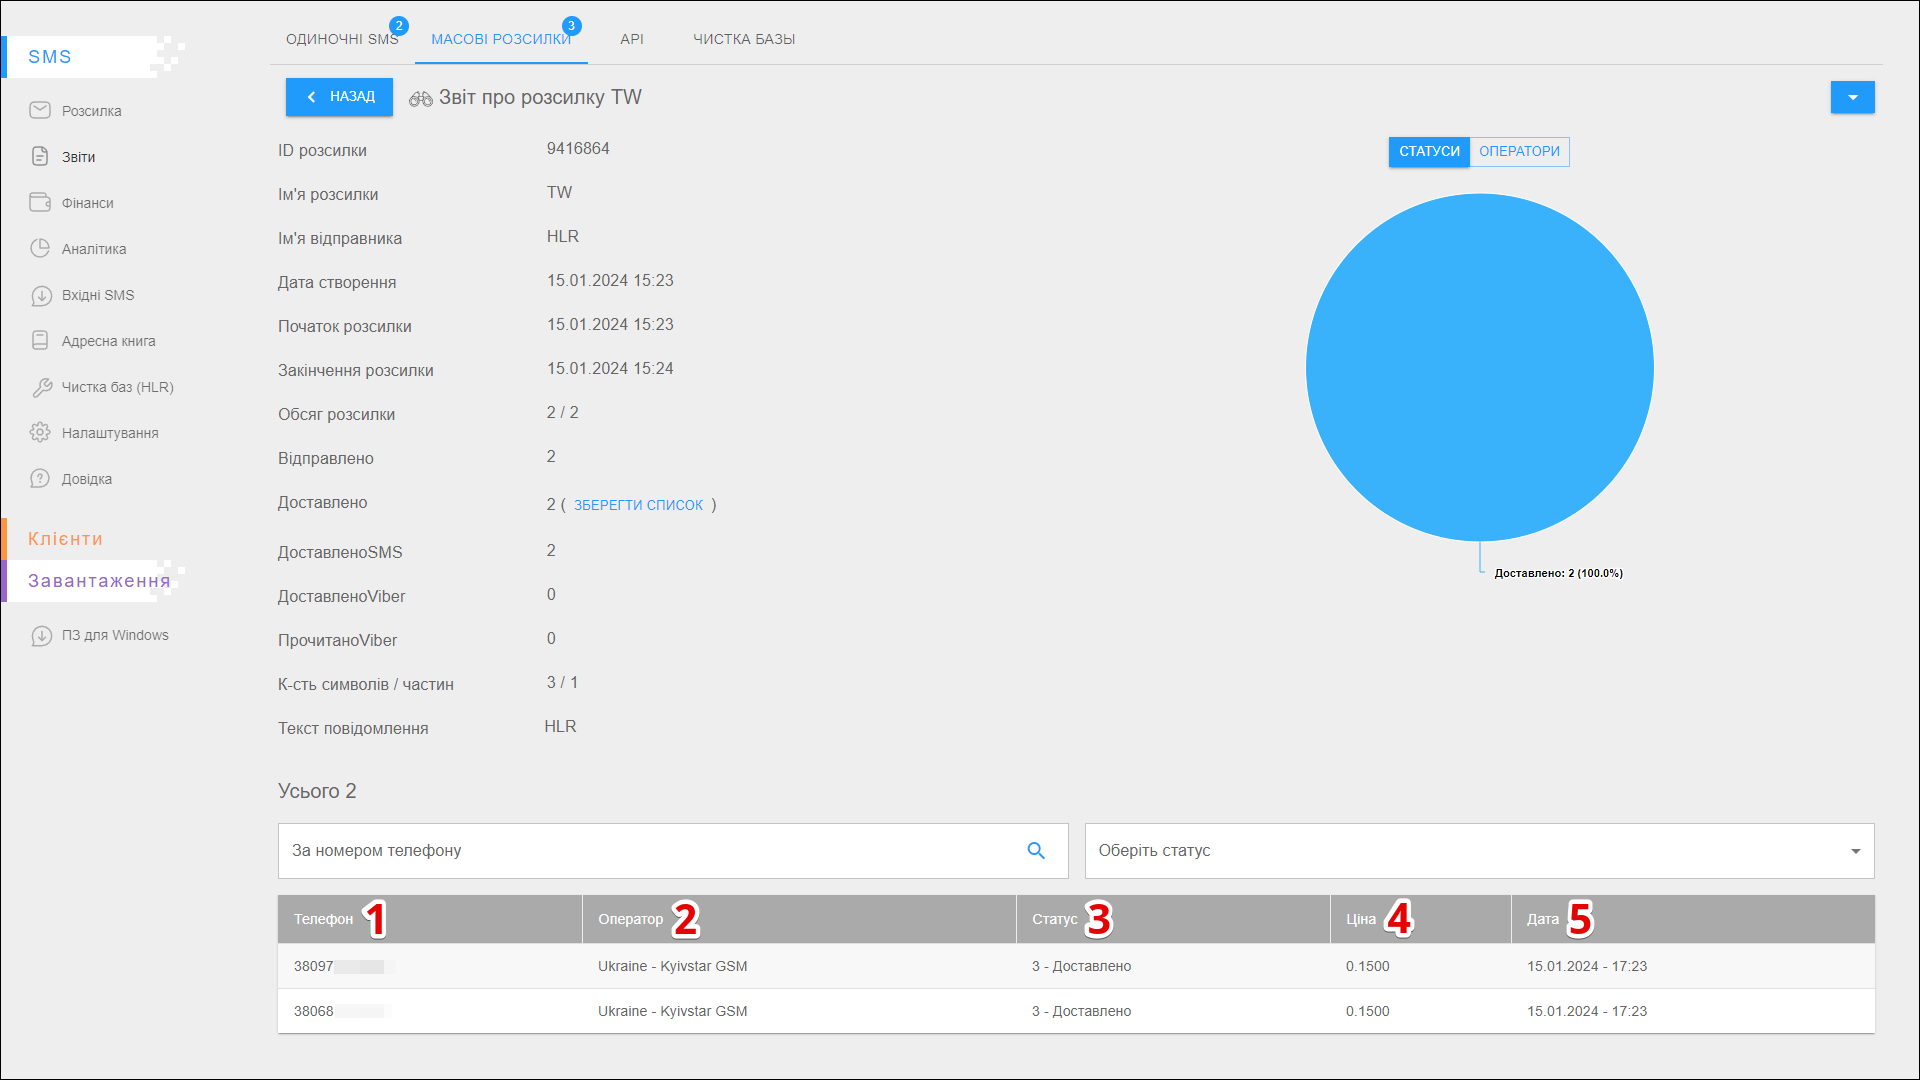 SMS
Розсилка
Звіти
Фінанси
Аналітика
Вхідні SMS
Адресна книга
Чистка баз (HLR)
Налаштування
Довідка
Клієнти
Завантаження
ПЗ для Windows
ОДИНОЧНІ SMS 2
МАСОВІ РОЗСИЛКИ 3
API
ЧИСТКА БАЗЫ
НАЗАД
Звіт про розсилку TW
ID розсилки 9416864
Ім'я розсилки TW
Ім'я відправника HLR
Дата створення 15.01.2024 15:23
Початок розсилки 15.01.2024 15:23
Закінчення розсилки 15.01.2024 15:24
Обсяг розсилки 2 / 2
Відправлено 2
Доставлено 2 ( ЗБЕРЕГТИ СПИСОК )
ДоставленоSMS 2
ДоставленоViber 0
ПрочитаноViber 0
К-сть символів / частин 3 / 1
Текст повідомлення HLR
СТАТУСИ ОПЕРАТОРИ
Доставлено: 2 (100.0%)
Усього 2
За номером телефону
Оберіть статус
Телефон 1 Оператор 2 Статус 3 Ціна 4 Дата 5
38097 Ukraine - Kyivstar GSM 3 - Доставлено 0.1500 15.01.2024 - 17:23
38068 Ukraine - Kyivstar GSM 3 - Доставлено 0.1500 15.01.2024 - 17:23